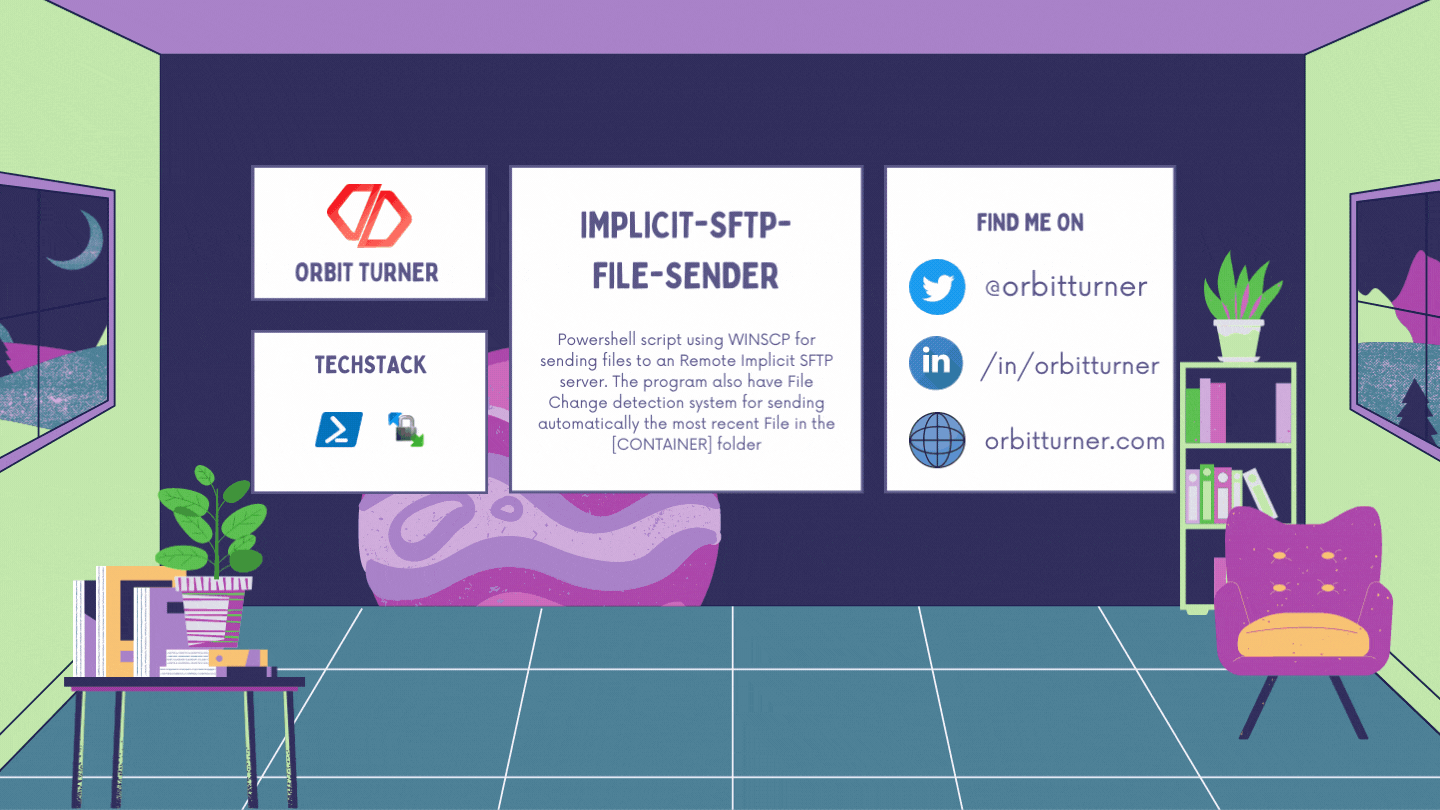 ORBIT TURNER
TECHSTACK
IMPLICIT-SFTP-
FILE-SENDER
Powershell script using WINSCP for
sending files to an Remote Implicit SFTP
server. The program also have File
Change detection system for sending
automatically the most recent File in the
[CONTAINER] folder
FIND ME ON
@orbitturner
in
/in/orbitturner
orbitturner.com